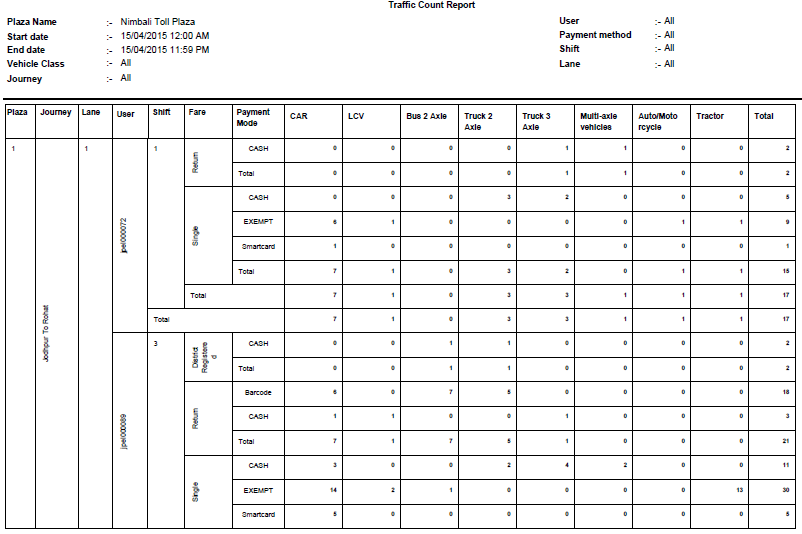 Traffic Count Report
Plaza Name :- Nimbali Toll Plaza User :- All
Start date :- 15/04/2015 12:00 AM Payment method :- All
End date :- 15/04/2015 11:59 PM Shift :- All
Vehicle Class :- All Lane :- All
Journey :- All
Plaza Journey Lane User Shift Fare Payment Mode CAR LCV Bus 2 Axle Truck 2 Axle Truck 3 Axle Multi-axle vehicles Auto/Moto rcycle Tractor Total
1 Jodhpur To Rohat 1 jpei000072 1 Return CASH 0 0 0 0 1 1 0 0 2
Total 0 0 0 0 1 1 0 0 2
Single CASH 0 0 0 3 2 0 0 0 5
EXEMPT 6 1 0 0 0 0 1 1 9
Smartcard 1 0 0 0 0 0 0 0 1
Total 7 1 0 3 2 0 1 1 15
Total 7 1 0 3 3 1 1 1 17
Total 7 1 0 3 3 1 1 1 17
jpei000089 3 District Registere d CASH 0 0 1 1 0 0 0 0 2
Total 0 0 1 1 0 0 0 0 2
Return Barcode 6 0 7 5 0 0 0 0 18
CASH 1 1 0 0 1 0 0 0 3
Total 7 1 7 5 1 0 0 0 21
Single CASH 3 0 0 2 4 2 0 0 11
EXEMPT 14 2 1 0 0 0 0 13 30
Smartcard 5 0 0 0 0 0 0 0 5